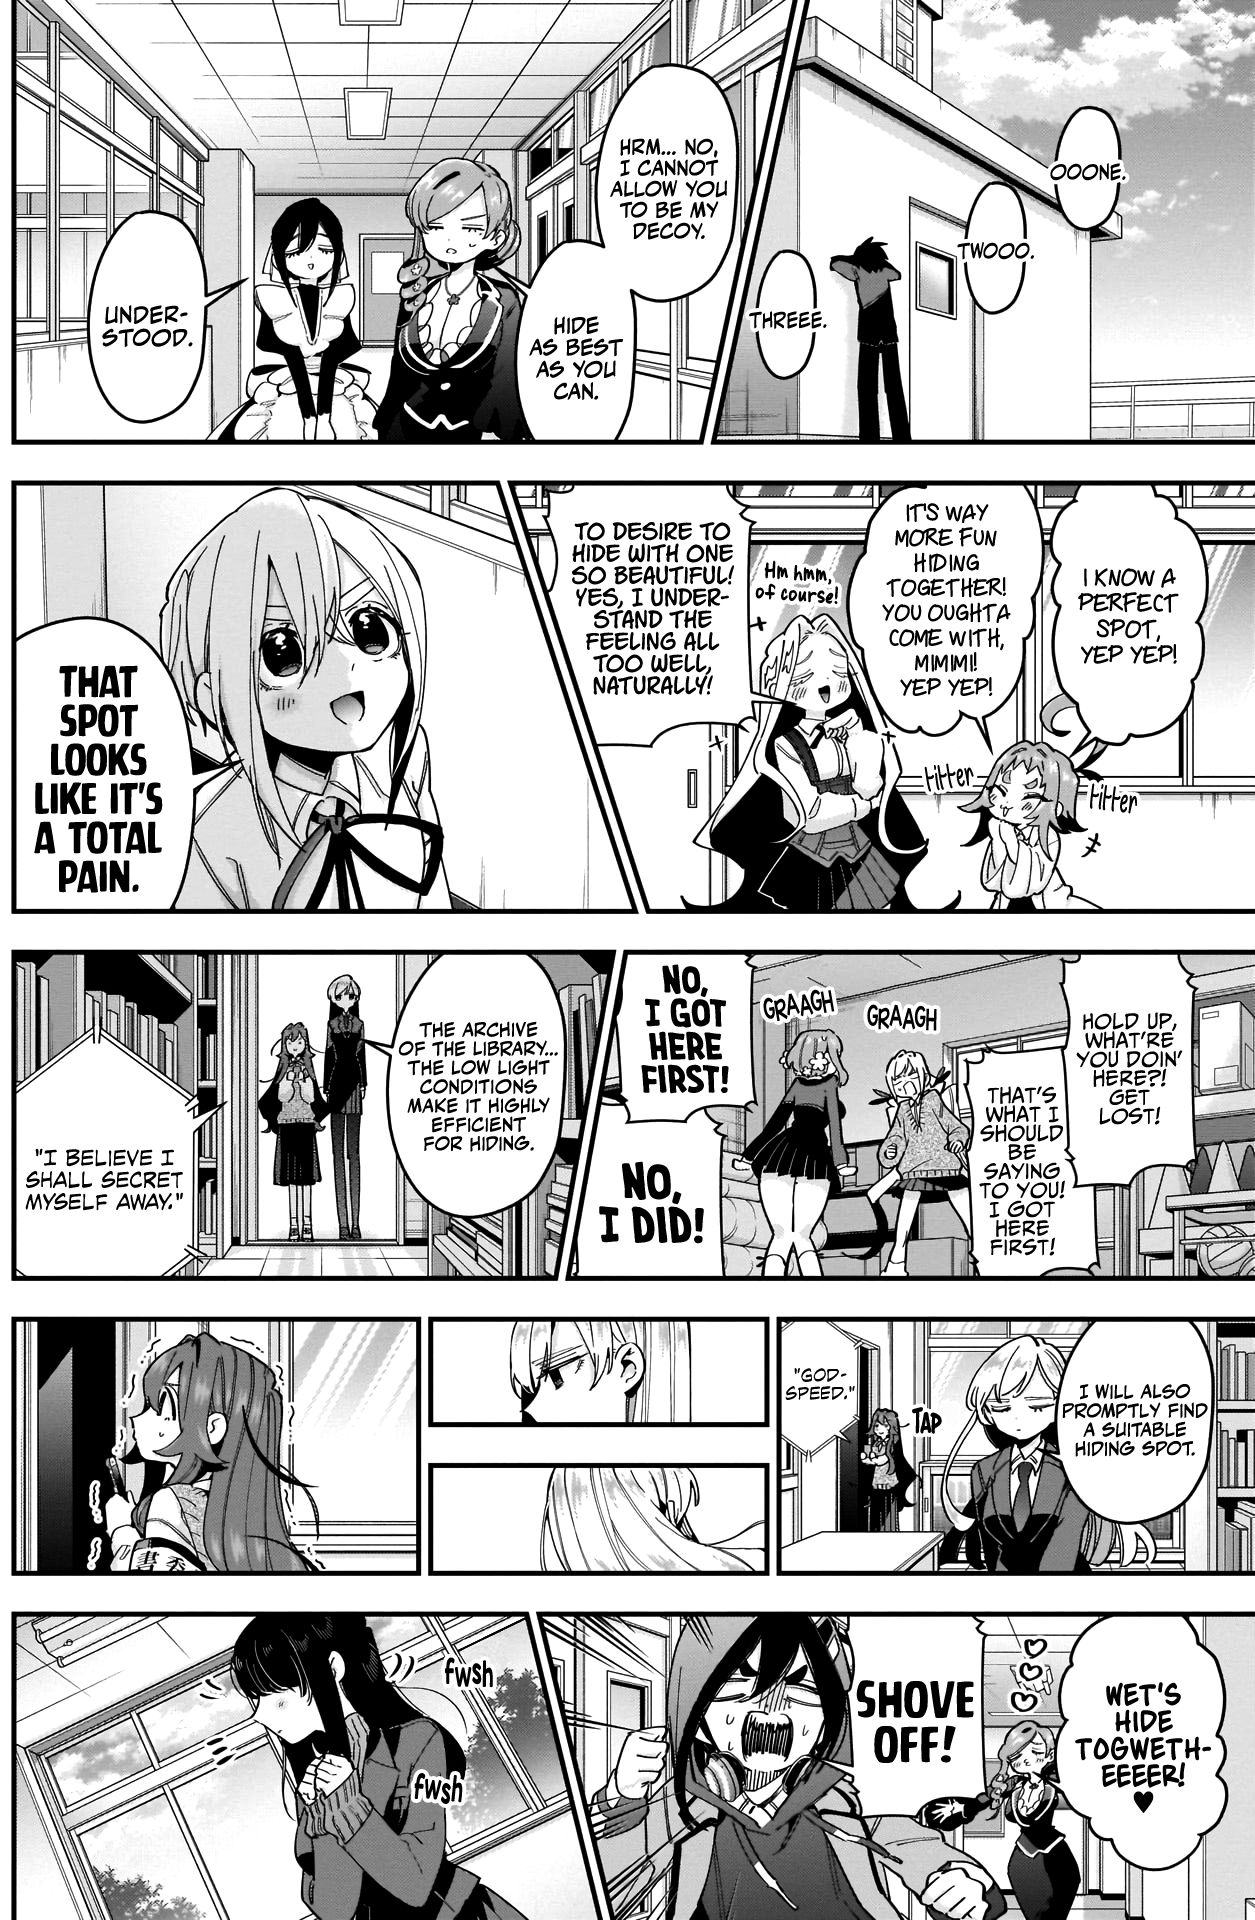 OOONE.
TWOOO.
THREEE.
HRM... NO,
I CANNOT
ALLOW YOU
TO BE MY
DECOY.
HIDE
AS BEST
AS YOU
CAN.
UNDER-
STOOD.
I KNOW A
PERFECT
SPOT,
YEP YEP!
IT'S WAY
MORE FUN
HIDING
TOGETHER!
YOU OUGHTA
COME WITH,
MIMIMI!
YEP YEP!
titter
titter
Hm hmm,
of course!
TO DESIRE TO
HIDE WITH ONE
SO BEAUTIFUL!
YES, I UNDER-
STAND THE
FEELING ALL
TOO WELL,
NATURALLY!
THAT
SPOT
LOOKS
LIKE IT'S
A TOTAL
PAIN.
HOLD UP,
WHAT'RE
YOU DOIN'
HERE?!
GET
LOST!
THAT'S
WHAT I
SHOULD
BE
SAYING
TO YOU!
I GOT
HERE
FIRST!
GRAAGH
GRAAGH
NO,
I GOT
HERE
FIRST!
NO,
I DID!
THE ARCHIVE
OF THE LIBRARY...
THE LOW LIGHT
CONDITIONS
MAKE IT HIGHLY
EFFICIENT
FOR HIDING.
"I BELIEVE I
SHALL SECRET
MYSELF AWAY."
I WILL ALSO
PROMPTLY FIND
A SUITABLE
HIDING SPOT.
TAP
"GOD-
SPEED."
書委
WET'S
HIDE
TOGWETH-
EEEER!
♥
SHOVE
OFF!
fwsh
fwsh